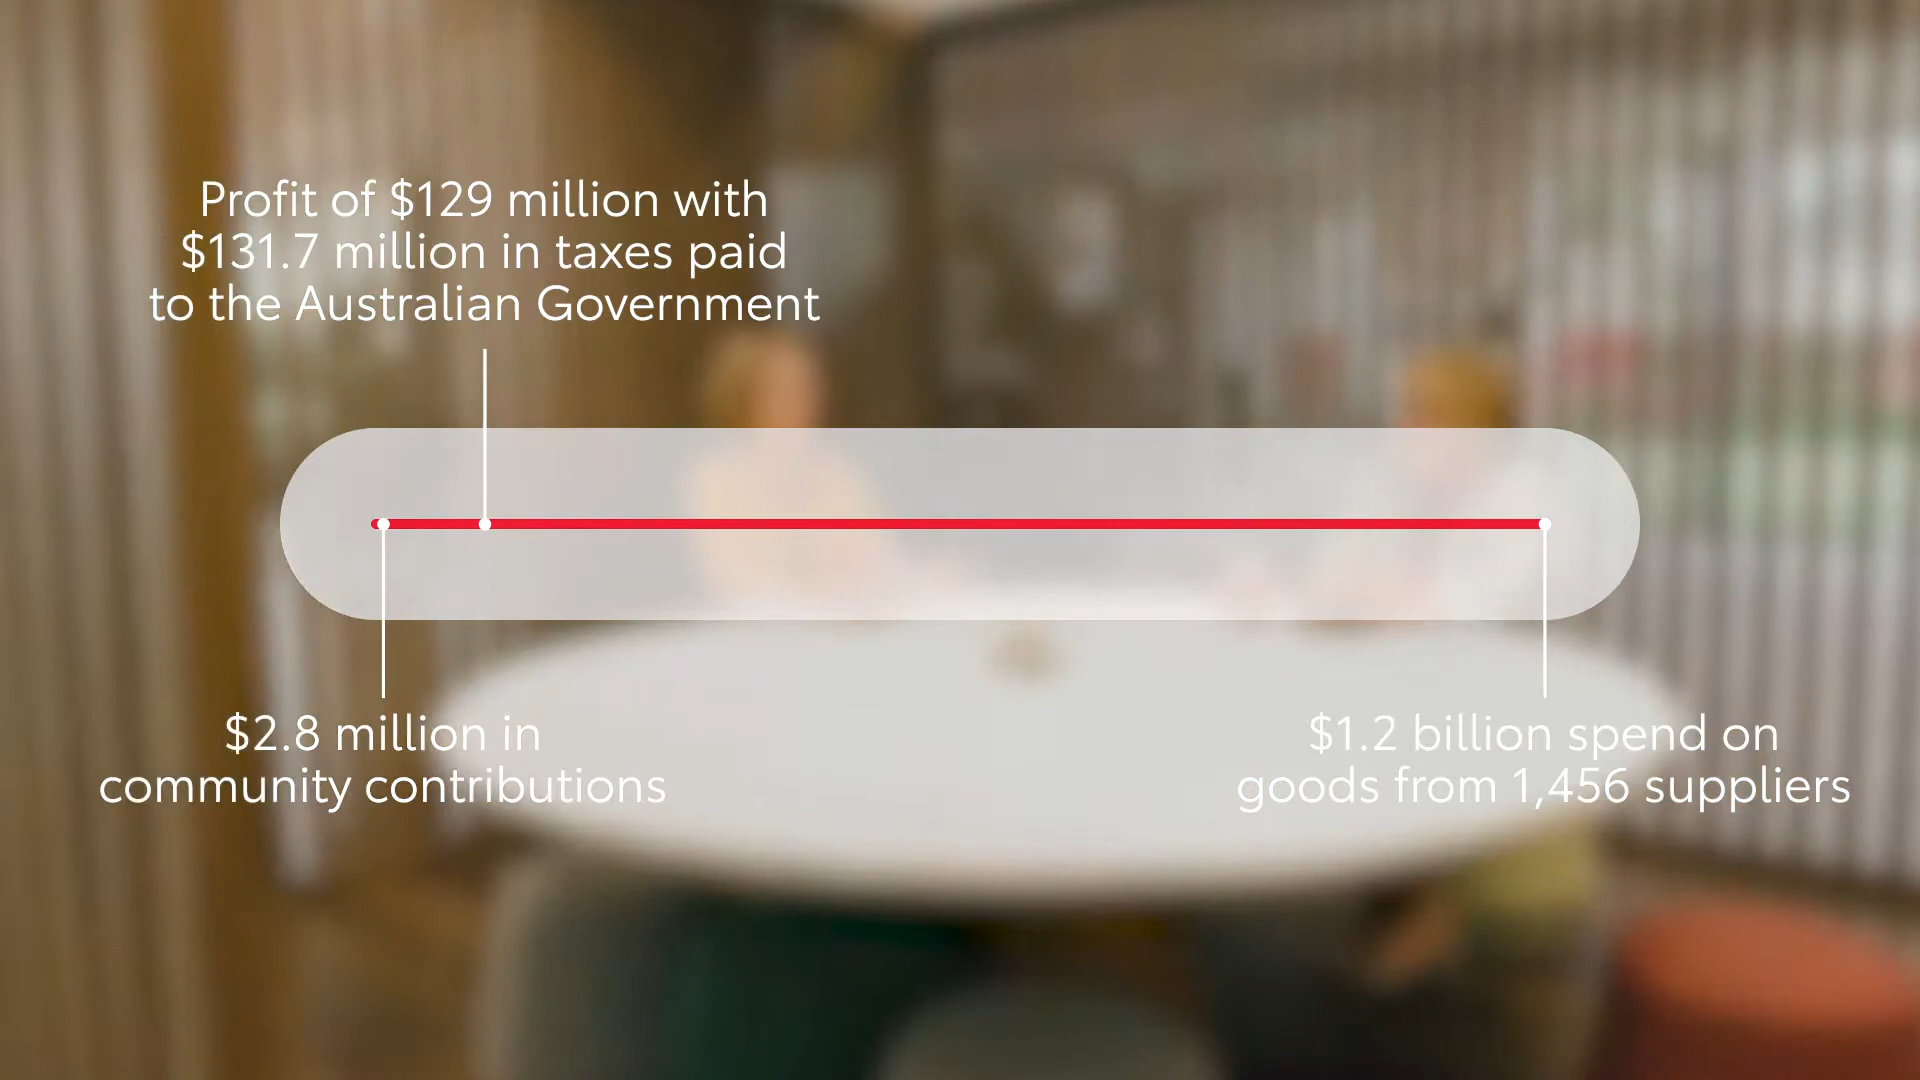 Profit of $129 million with
$131.7 million in taxes paid
to the Australian Government
$2.8 million in
community contributions
$1.2 billion spend on
goods from 1,456 suppliers